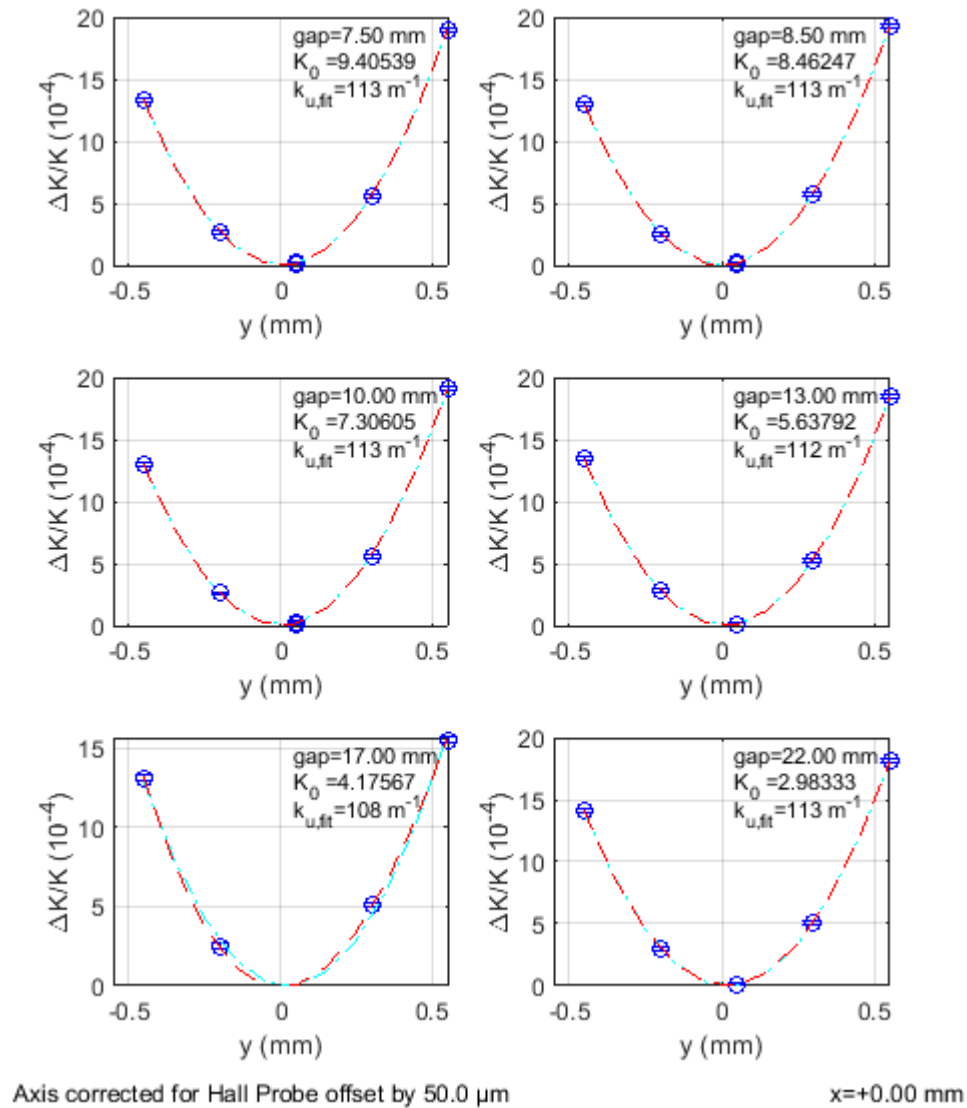 20
15
10
5
0
ΔK/K (10⁻⁴)
gap=7.50 mm
K₀ =9.40539
k_u,fit=113 m⁻¹
-0.5
0
0.5
y (mm)
20
15
10
5
0
ΔK/K (10⁻⁴)
gap=8.50 mm
K₀ =8.46247
k_u,fit=113 m⁻¹
-0.5
0
0.5
y (mm)
20
15
10
5
0
ΔK/K (10⁻⁴)
gap=10.00 mm
K₀ =7.30605
k_u,fit=113 m⁻¹
-0.5
0
0.5
y (mm)
20
15
10
5
0
ΔK/K (10⁻⁴)
gap=13.00 mm
K₀ =5.63792
k_u,fit=112 m⁻¹
-0.5
0
0.5
y (mm)
15
10
5
0
ΔK/K (10⁻⁴)
gap=17.00 mm
K₀ =4.17567
k_u,fit=108 m⁻¹
-0.5
0
0.5
y (mm)
20
15
10
5
0
ΔK/K (10⁻⁴)
gap=22.00 mm
K₀ =2.98333
k_u,fit=113 m⁻¹
-0.5
0
0.5
y (mm)
Axis corrected for Hall Probe offset by 50.0 μm
x=+0.00 mm